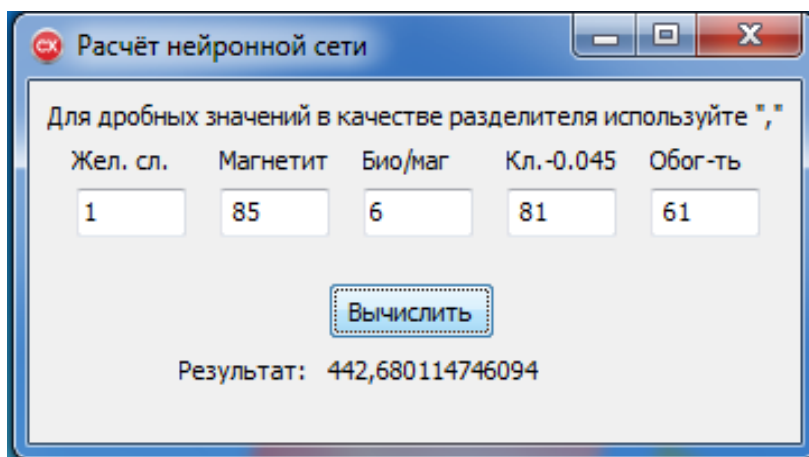 Расчёт нейронной сети
Для дробных значений в качестве разделителя используйте ","
Жел. сл. Магнетит Био/маг Кл.-0.045 Обог-ть
1 85 6 81 61
Вычислить
Результат: 442,680114746094